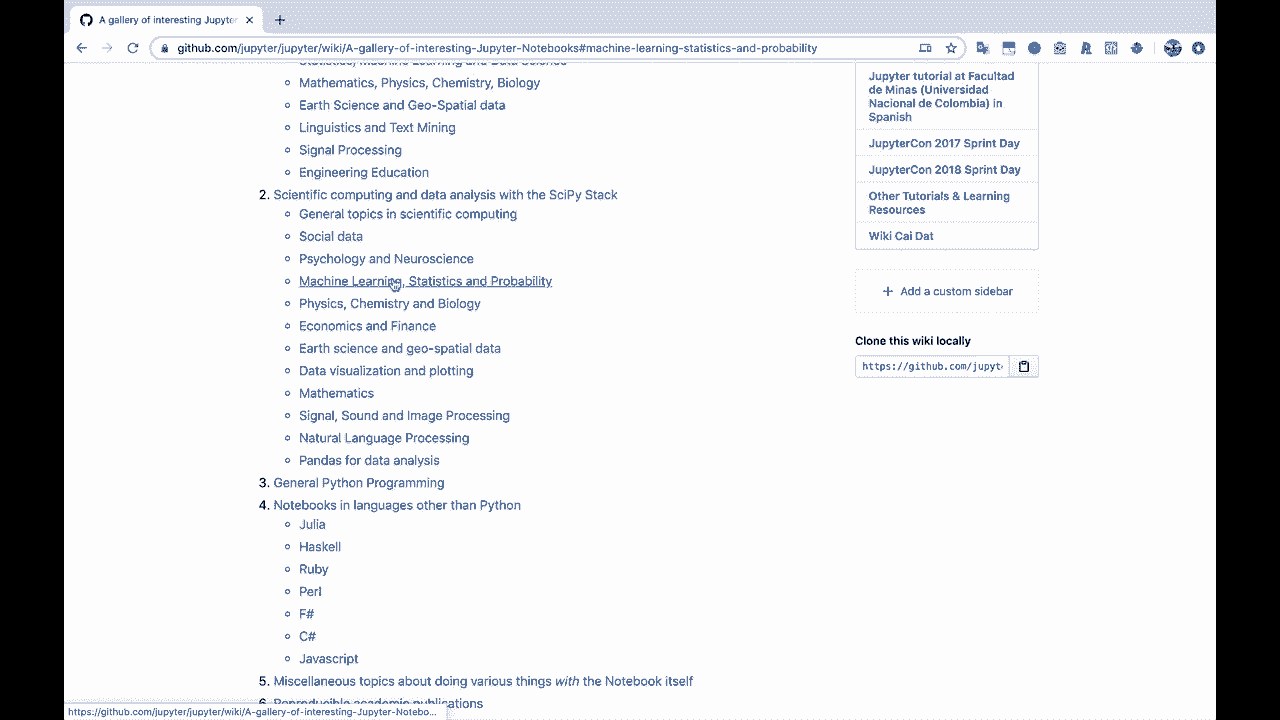 A gallery of interesting Jupyter
github.com/jupyter/jupyter/wiki/A-gallery-of-interesting-Jupyter-Notebooks#machine-learning-statistics-and-probability
Statistics, Machine Learning and Data Science
Mathematics, Physics, Chemistry, Biology
Earth Science and Geo-Spatial data
Linguistics and Text Mining
Signal Processing
Engineering Education
2. Scientific computing and data analysis with the SciPy Stack
General topics in scientific computing
Social data
Psychology and Neuroscience
Machine Learning, Statistics and Probability
Physics, Chemistry and Biology
Economics and Finance
Earth science and geo-spatial data
Data visualization and plotting
Mathematics
Signal, Sound and Image Processing
Natural Language Processing
Pandas for data analysis
3. General Python Programming
4. Notebooks in languages other than Python
Julia
Haskell
Ruby
Perl
F#
C#
Javascript
5. Miscellaneous topics about doing various things with the Notebook itself
6. Reproducible academic publications
https://github.com/jupyter/jupyter/wiki/A-gallery-of-interesting-Jupyter-Notebo...
Jupyter tutorial at Facultad
de Minas (Universidad
Nacional de Colombia) in
Spanish
JupyterCon 2017 Sprint Day
JupyterCon 2018 Sprint Day
Other Tutorials & Learning
Resources
Wiki Cai Dat
+ Add a custom sidebar
Clone this wiki locally
https://github.com/jupyt